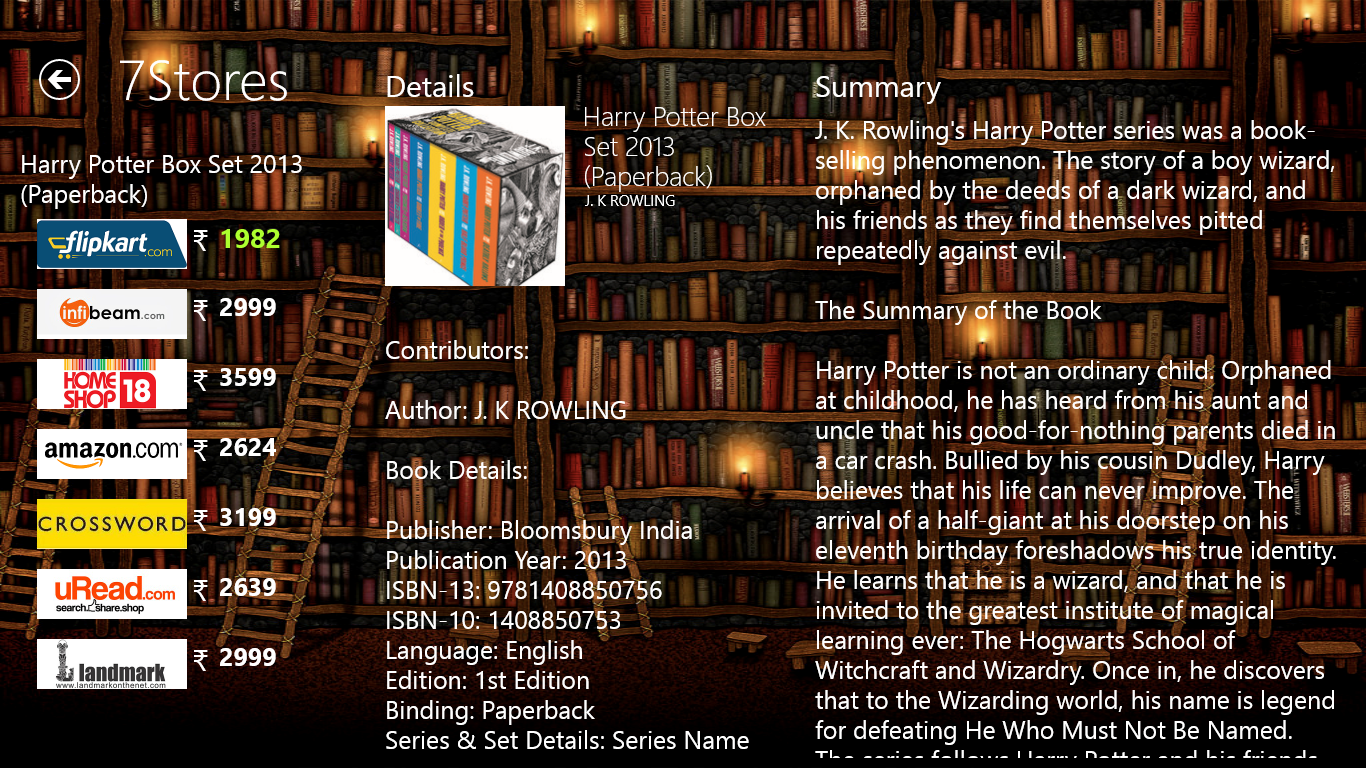 7Stores
Harry Potter Box Set 2013
(Paperback)
flipkart.com
₹ 1982
infibeam.com
₹ 2999
HOME
SHOP 18
₹ 3599
amazon.com
₹ 2624
CROSSWORD
₹ 3199
uRead.com
search.share.shop
₹ 2639
landmark
www.landmarkonthenet.com
₹ 2999
Details
Harry Potter Box
Set 2013
(Paperback)
J. K ROWLING
Contributors:
Author: J. K ROWLING
Book Details:
Publisher: Bloomsbury India
Publication Year: 2013
ISBN-13: 9781408850756
ISBN-10: 1408850753
Language: English
Edition: 1st Edition
Binding: Paperback
Series & Set Details: Series Name
Summary
J. K. Rowling's Harry Potter series was a book-
selling phenomenon. The story of a boy wizard,
orphaned by the deeds of a dark wizard, and
his friends as they find themselves pitted
repeatedly against evil.
The Summary of the Book
Harry Potter is not an ordinary child. Orphaned
at childhood, he has heard from his aunt and
uncle that his good-for-nothing parents died in
a car crash. Bullied by his cousin Dudley, Harry
believes that his life can never improve. The
arrival of a half-giant at his doorstep on his
eleventh birthday foreshadows his true identity.
He learns that he is a wizard, and that he is
invited to the greatest institute of magical
learning ever: The Hogwarts School of
Witchcraft and Wizardry. Once in, he discovers
that to the Wizarding world, his name is legend
for defeating He Who Must Not Be Named.
The series follows Harry Potter and his friends